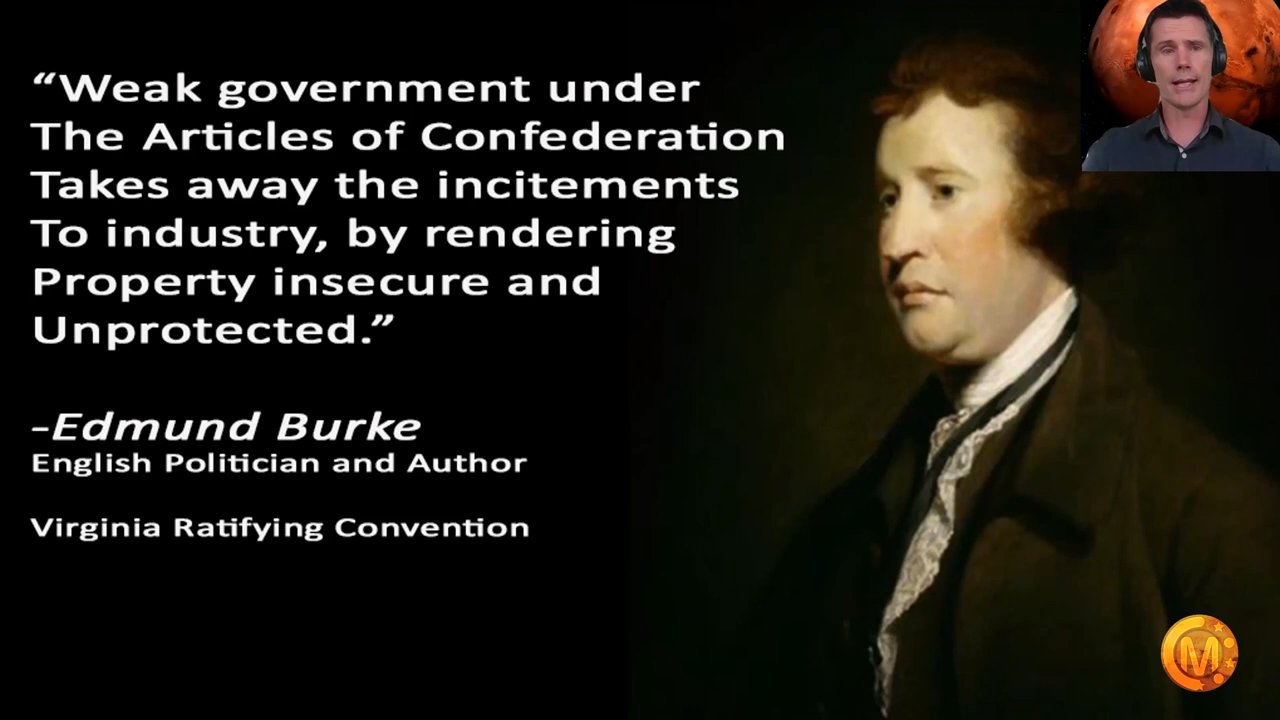 “Weak government under
The Articles of Confederation
Takes away the incitements
To industry, by rendering
Property insecure and
Unprotected.”
-Edmund Burke
English Politician and Author
Virginia Ratifying Convention
M